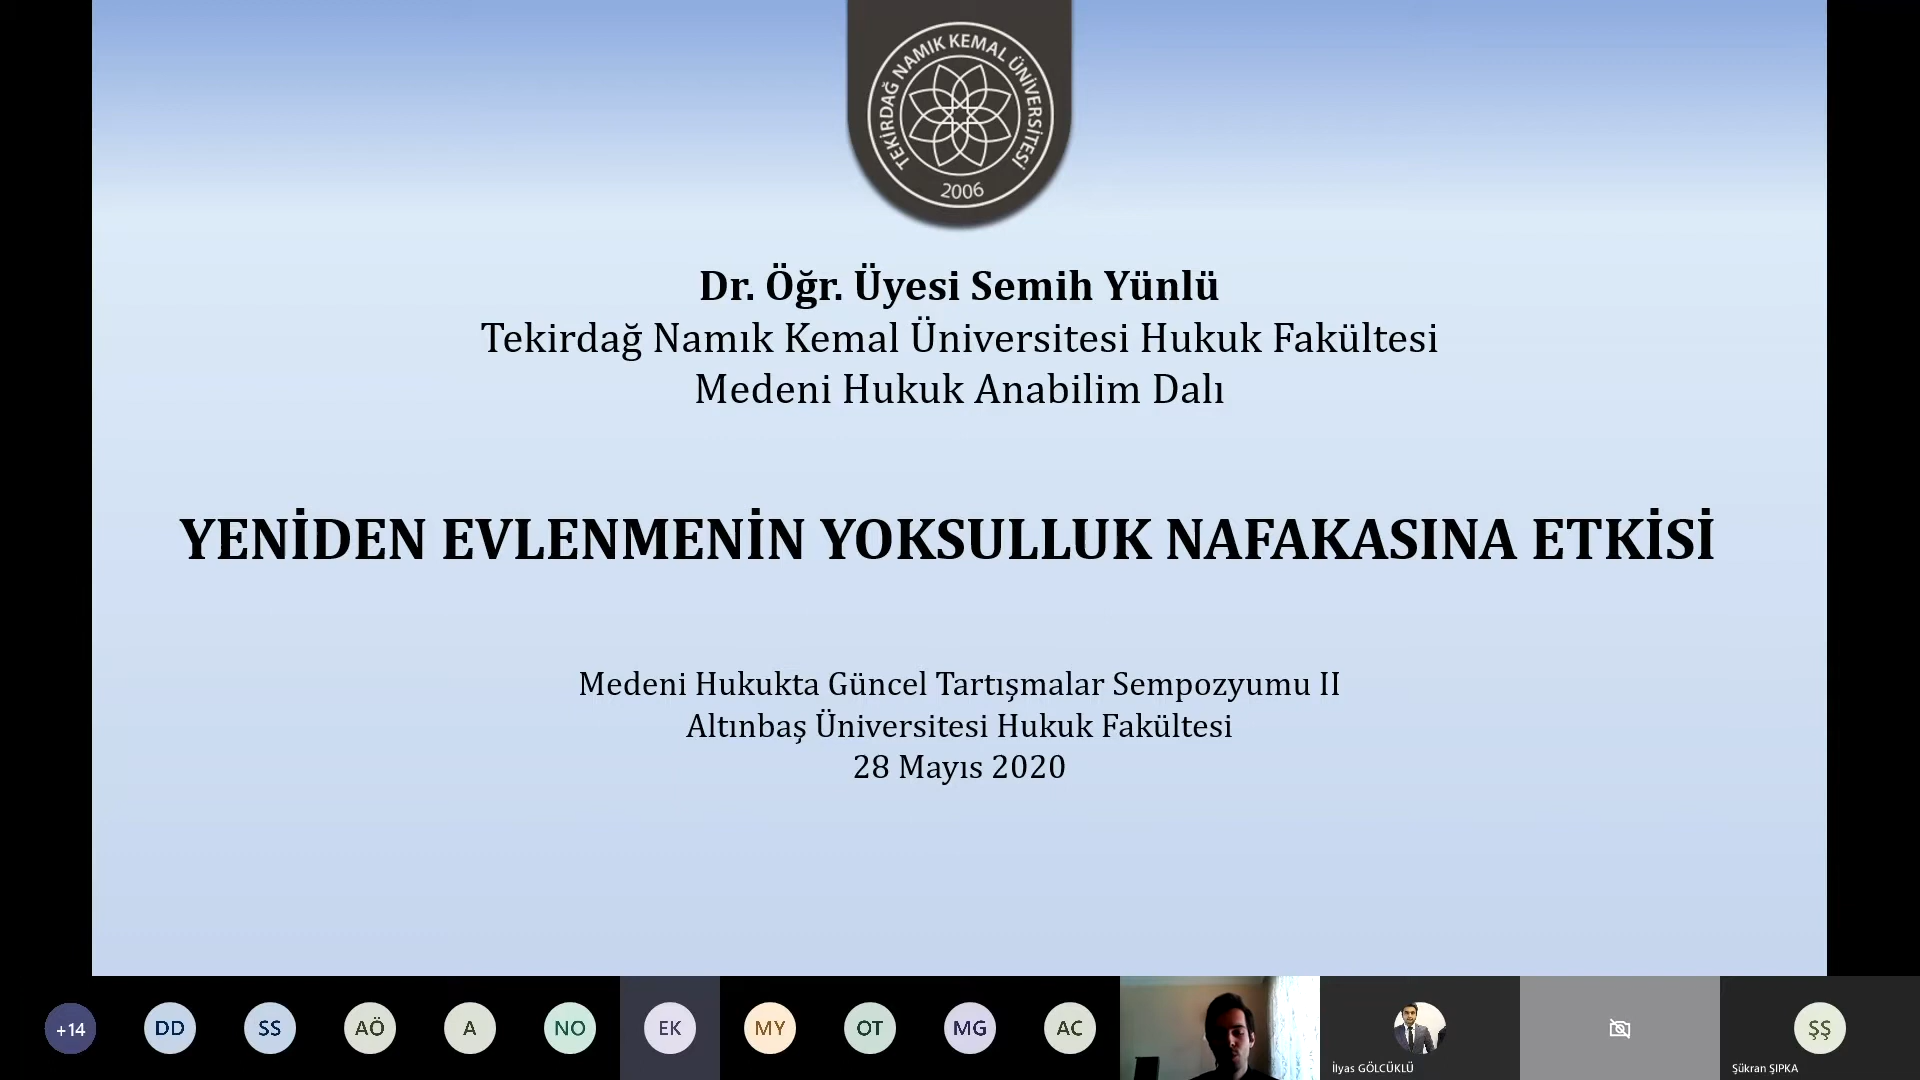 TEKİRDAĞ NAMIK KEMAL ÜNİVERSİTESİ
2006
Dr. Öğr. Üyesi Semih Yünlü
Tekirdağ Namık Kemal Üniversitesi Hukuk Fakültesi
Medeni Hukuk Anabilim Dalı
YENİDEN EVLENMENİN YOKSULLUK NAFAKASINA ETKİSİ
Medeni Hukukta Güncel Tartışmalar Sempozyumu II
Altınbaş Üniversitesi Hukuk Fakültesi
28 Mayıs 2020
+14 DD SS AÖ A NO EK MY OT MG AC ŞŞ
İlyas GÖLCÜKLÜ Şükran ŞIPKA